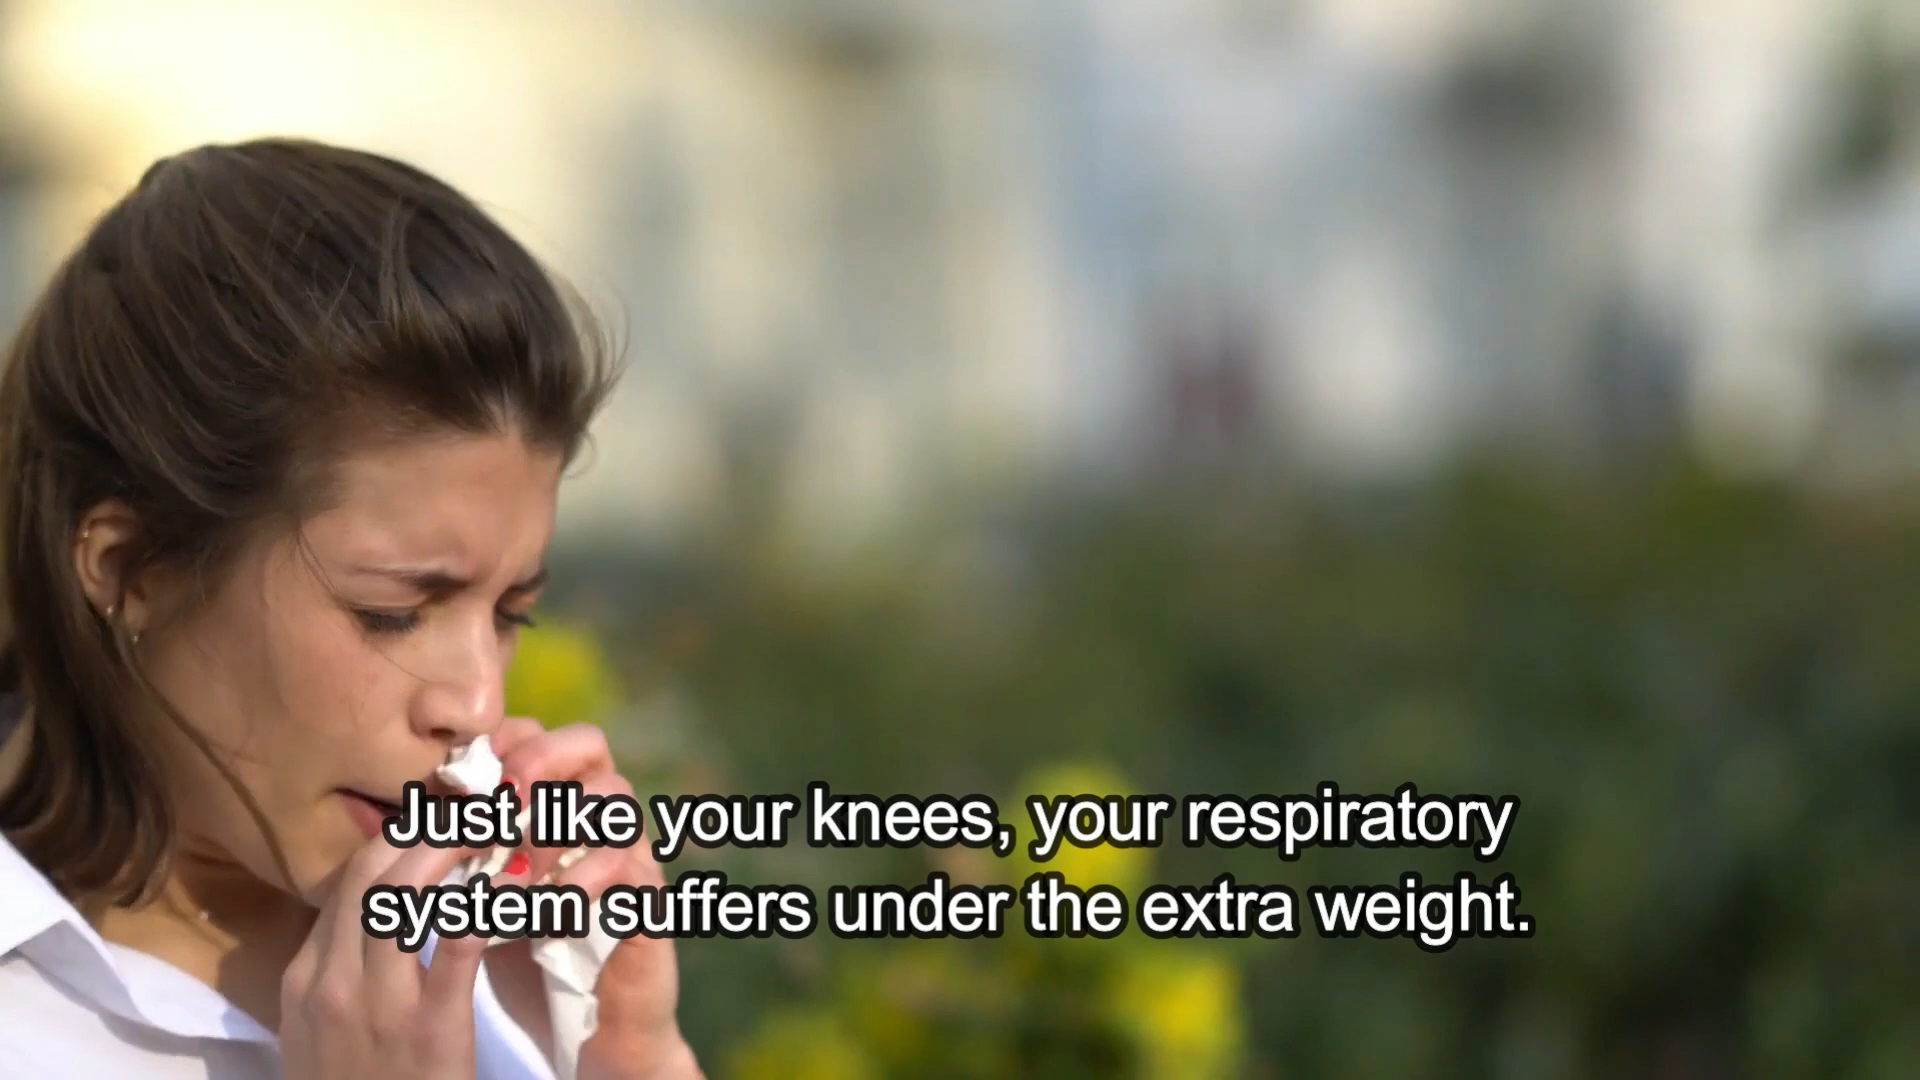 Just like your knees, your respiratory
system suffers under the extra weight.